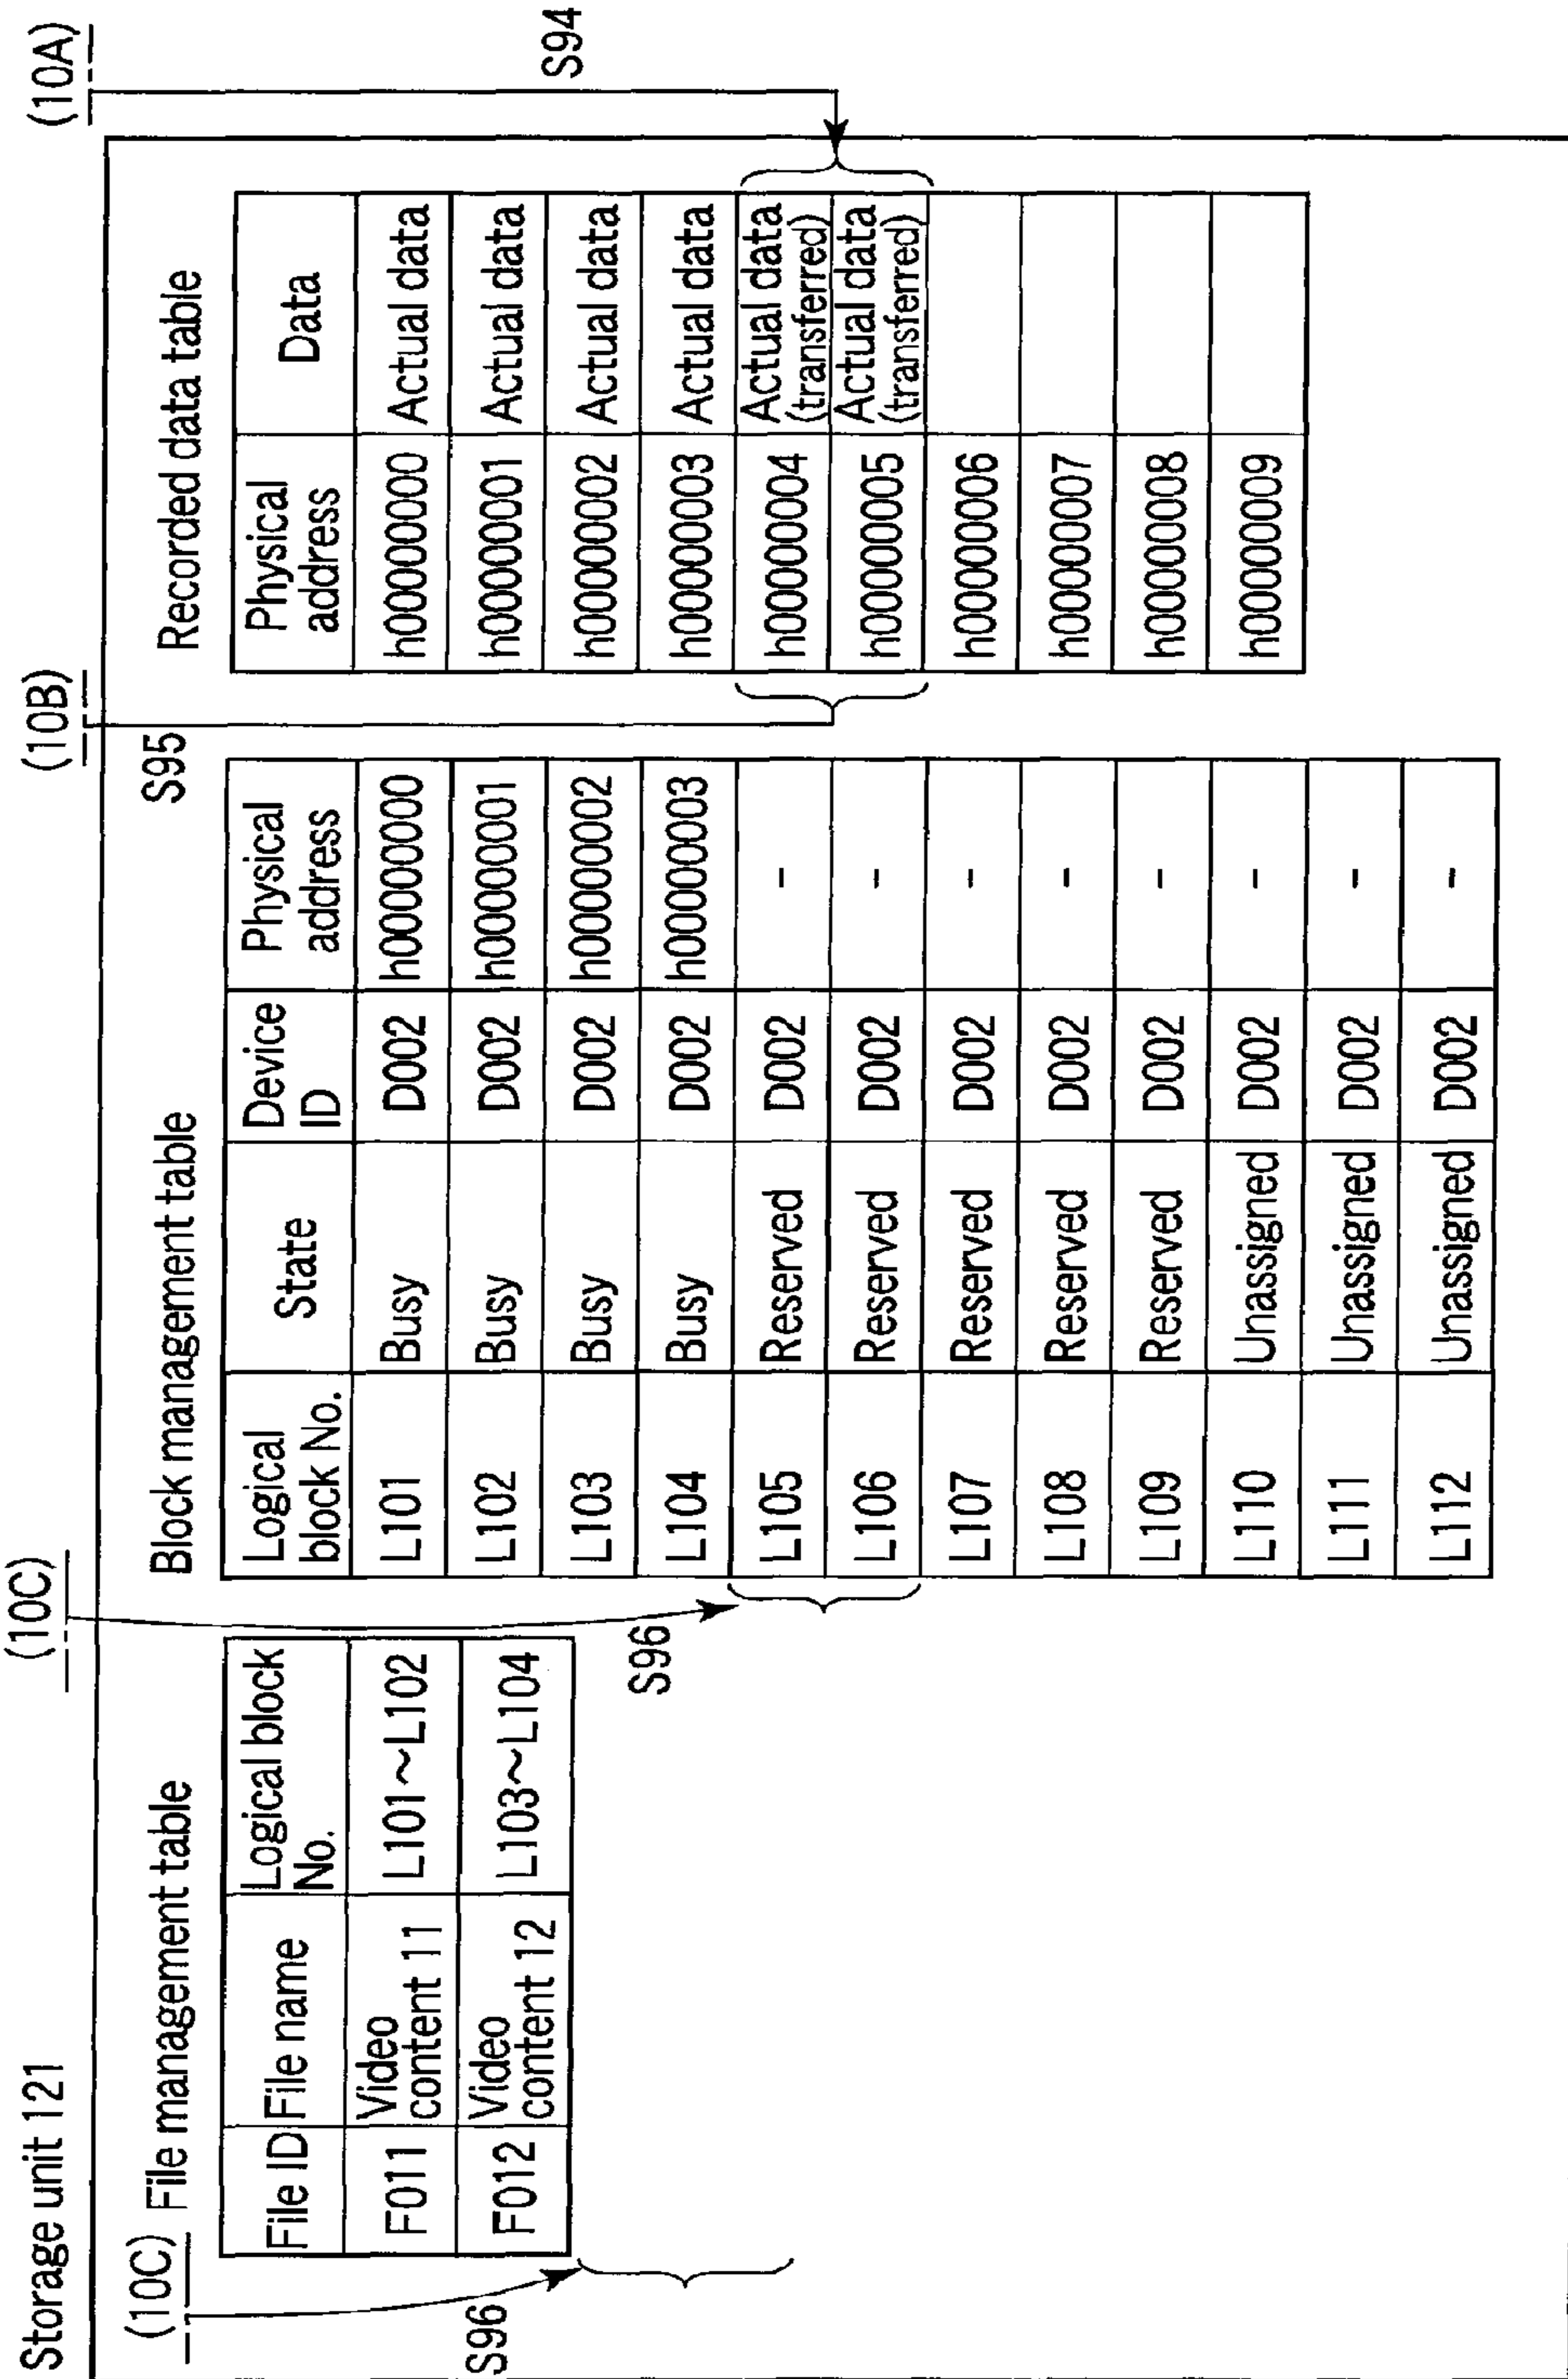 Storage unit 121
(10C)
(10C)
(10B)
(10A)
S96
S96
S95
S94
File management table
File ID File name Logical block No.
F011 Video content 11 L101~L102
F012 Video content 12 L103~L104
Block management table
Logical block No. State Device ID Physical address
L101 Busy D002 h00000000
L102 Busy D002 h00000001
L103 Busy D002 h00000002
L104 Busy D002 h00000003
L105 Reserved D002 -
L106 Reserved D002 -
L107 Reserved D002 -
L108 Reserved D002 -
L109 Reserved D002 -
L110 Unassigned D002 -
L111 Unassigned D002 -
L112 Unassigned D002 -
Recorded data table
Physical address Data
h00000000 Actual data
h00000001 Actual data
h00000002 Actual data
h00000003 Actual data
h00000004 Actual data (transferred)
h00000005 Actual data (transferred)
h00000006
h00000007
h00000008
h00000009